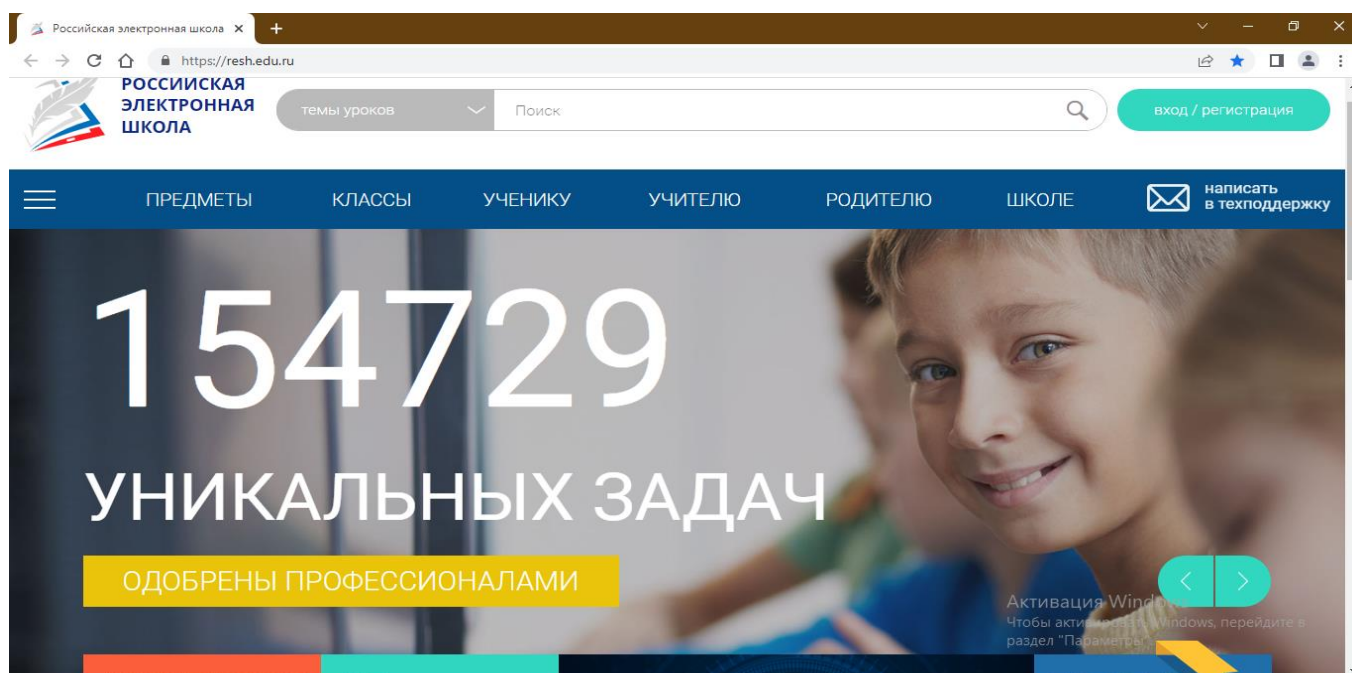 Российская электронная школа
https://resh.edu.ru
РОССИЙСКАЯ
ЭЛЕКТРОННАЯ
ШКОЛА
темы уроков
Поиск
вход / регистрация
ПРЕДМЕТЫ
КЛАССЫ
УЧЕНИКУ
УЧИТЕЛЮ
РОДИТЕЛЮ
ШКОЛЕ
написать
в техподдержку
154729
УНИКАЛЬНЫХ ЗАДАЧ
ОДОБРЕНЫ ПРОФЕССИОНАЛАМИ
Активация Windows
Чтобы активировать Windows, перейдите в
раздел "Параметры".